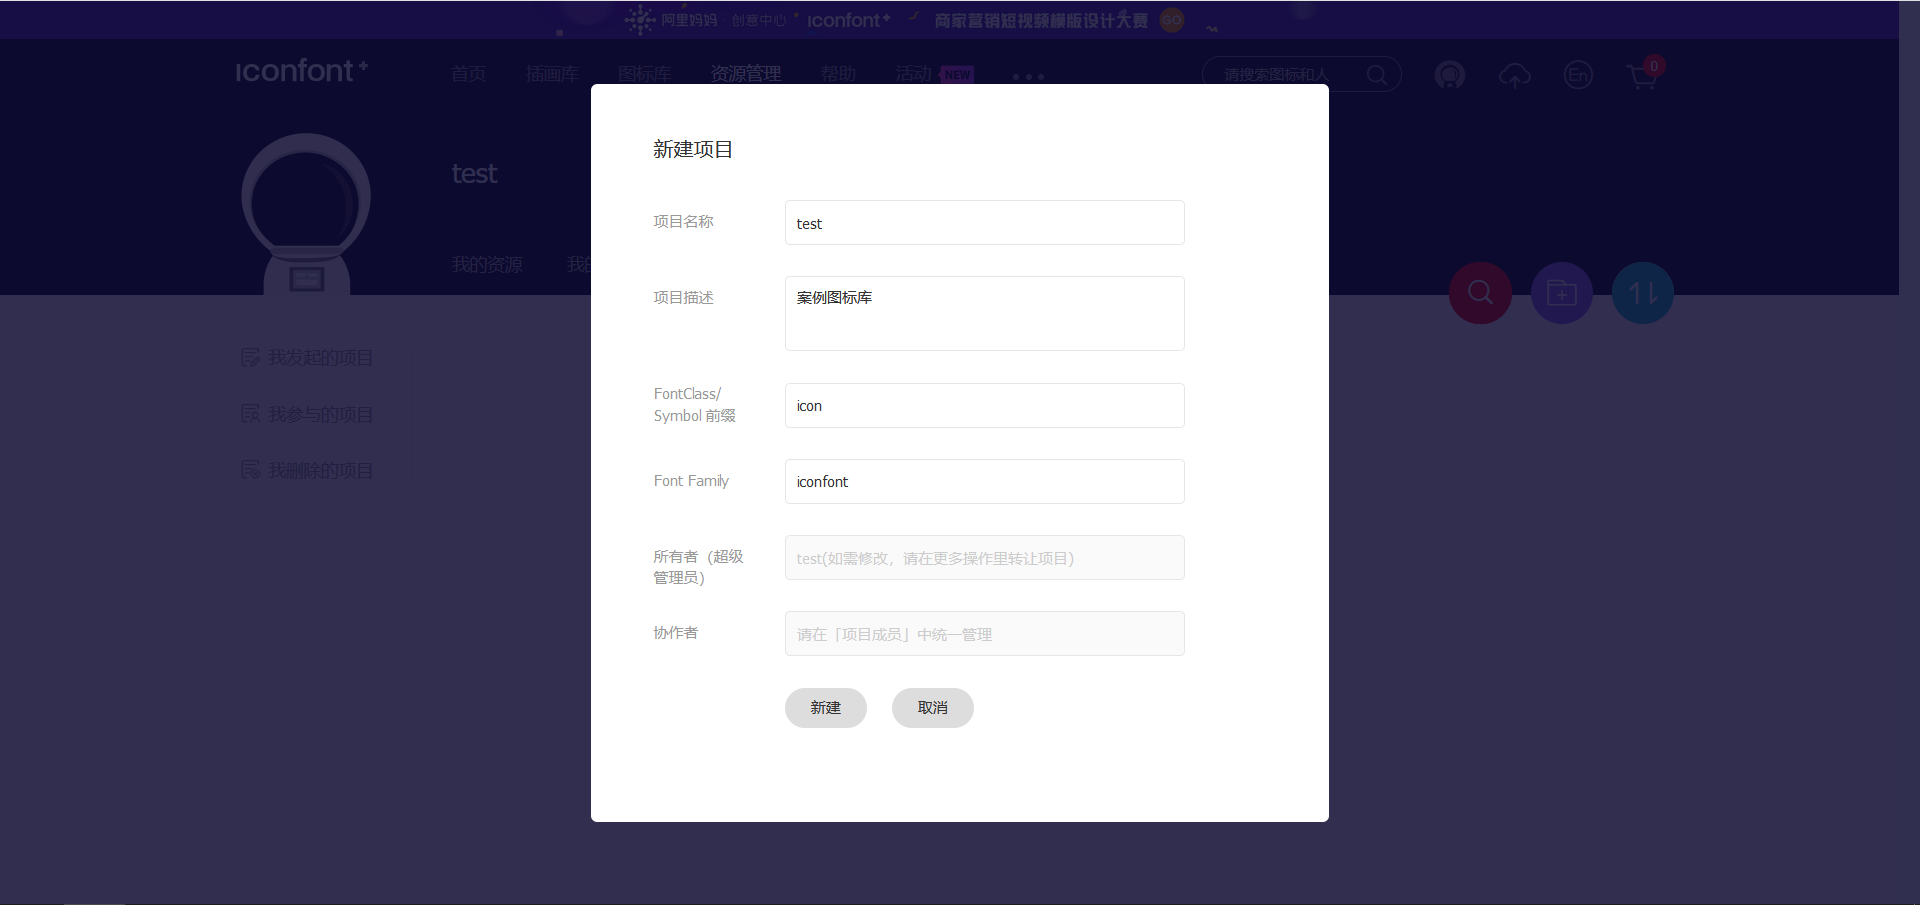 阿里妈妈 · 创意中心 iconfont+ 商家营销短视频模版设计大赛 GO
iconfont+ 首页 插画库 图标库 资源管理 帮助 活动 NEW 请搜索图标和人 En 0
新建项目
test
项目名称 test
我的资源 我的
项目描述 案例图标库
我发起的项目
FontClass/
Symbol 前缀
icon
我参与的项目
我删除的项目
Font Family iconfont
所有者（超级
管理员）
test(如需修改，请在更多操作里转让项目)
协作者 请在「项目成员」中统一管理
新建 取消